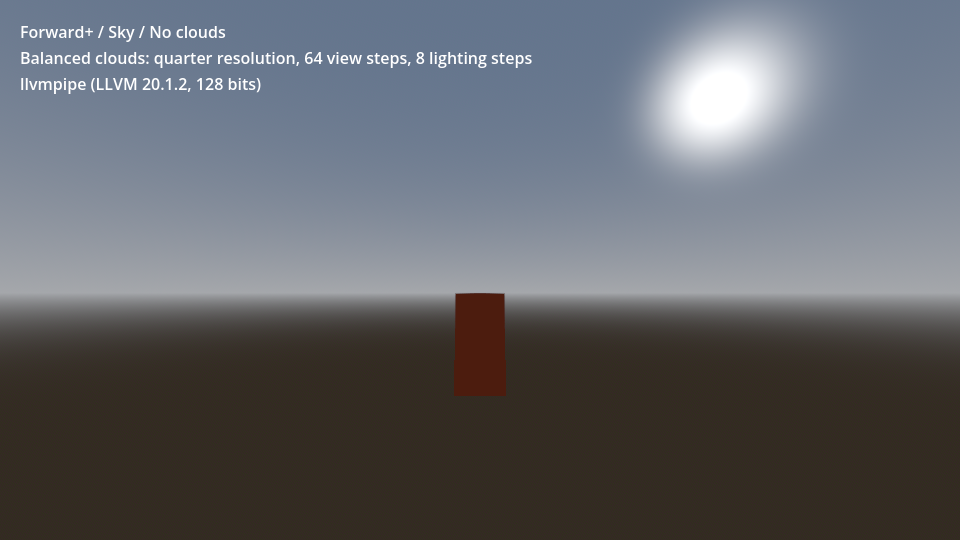 Forward+ / Sky / No clouds
Balanced clouds: quarter resolution, 64 view steps, 8 lighting steps
llvmpipe (LLVM 20.1.2, 128 bits)